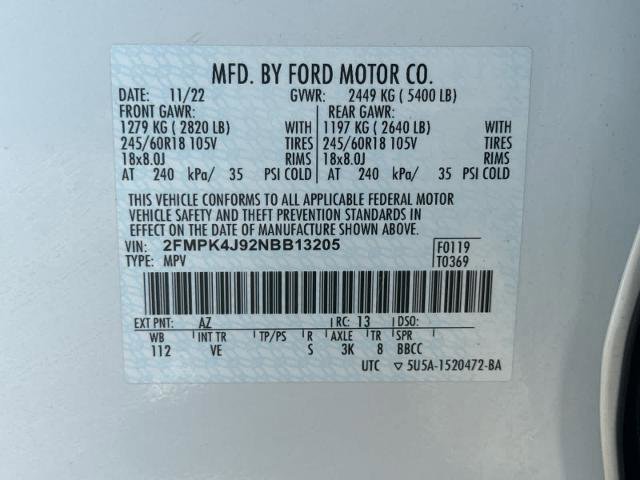 MFD. BY FORD MOTOR CO.
DATE: 11/22 GVWR: 2449 KG ( 5400 LB)
FRONT GAWR: REAR GAWR:
1279 KG ( 2820 LB) WITH 1197 KG ( 2640 LB) WITH
245/60R18 105V TIRES 245/60R18 105V TIRES
18x8.0J RIMS 18x8.0J RIMS
AT 240 kPa/ 35 PSI COLD AT 240 kPa/ 35 PSI COLD
THIS VEHICLE CONFORMS TO ALL APPLICABLE FEDERAL MOTOR
VEHICLE SAFETY AND THEFT PREVENTION STANDARDS IN
EFFECT ON THE DATE OF MANUFACTURE SHOWN ABOVE.
VIN: 2FMPK4J92NBB13205 F0119
TYPE: MPV T0369
EXT PNT: AZ RC: 13 DSO:
WB INT TR TP/PS R AXLE TR SPR
112 VE S 3K 8 BBCC
UTC ▽5U5A-1520472-BA